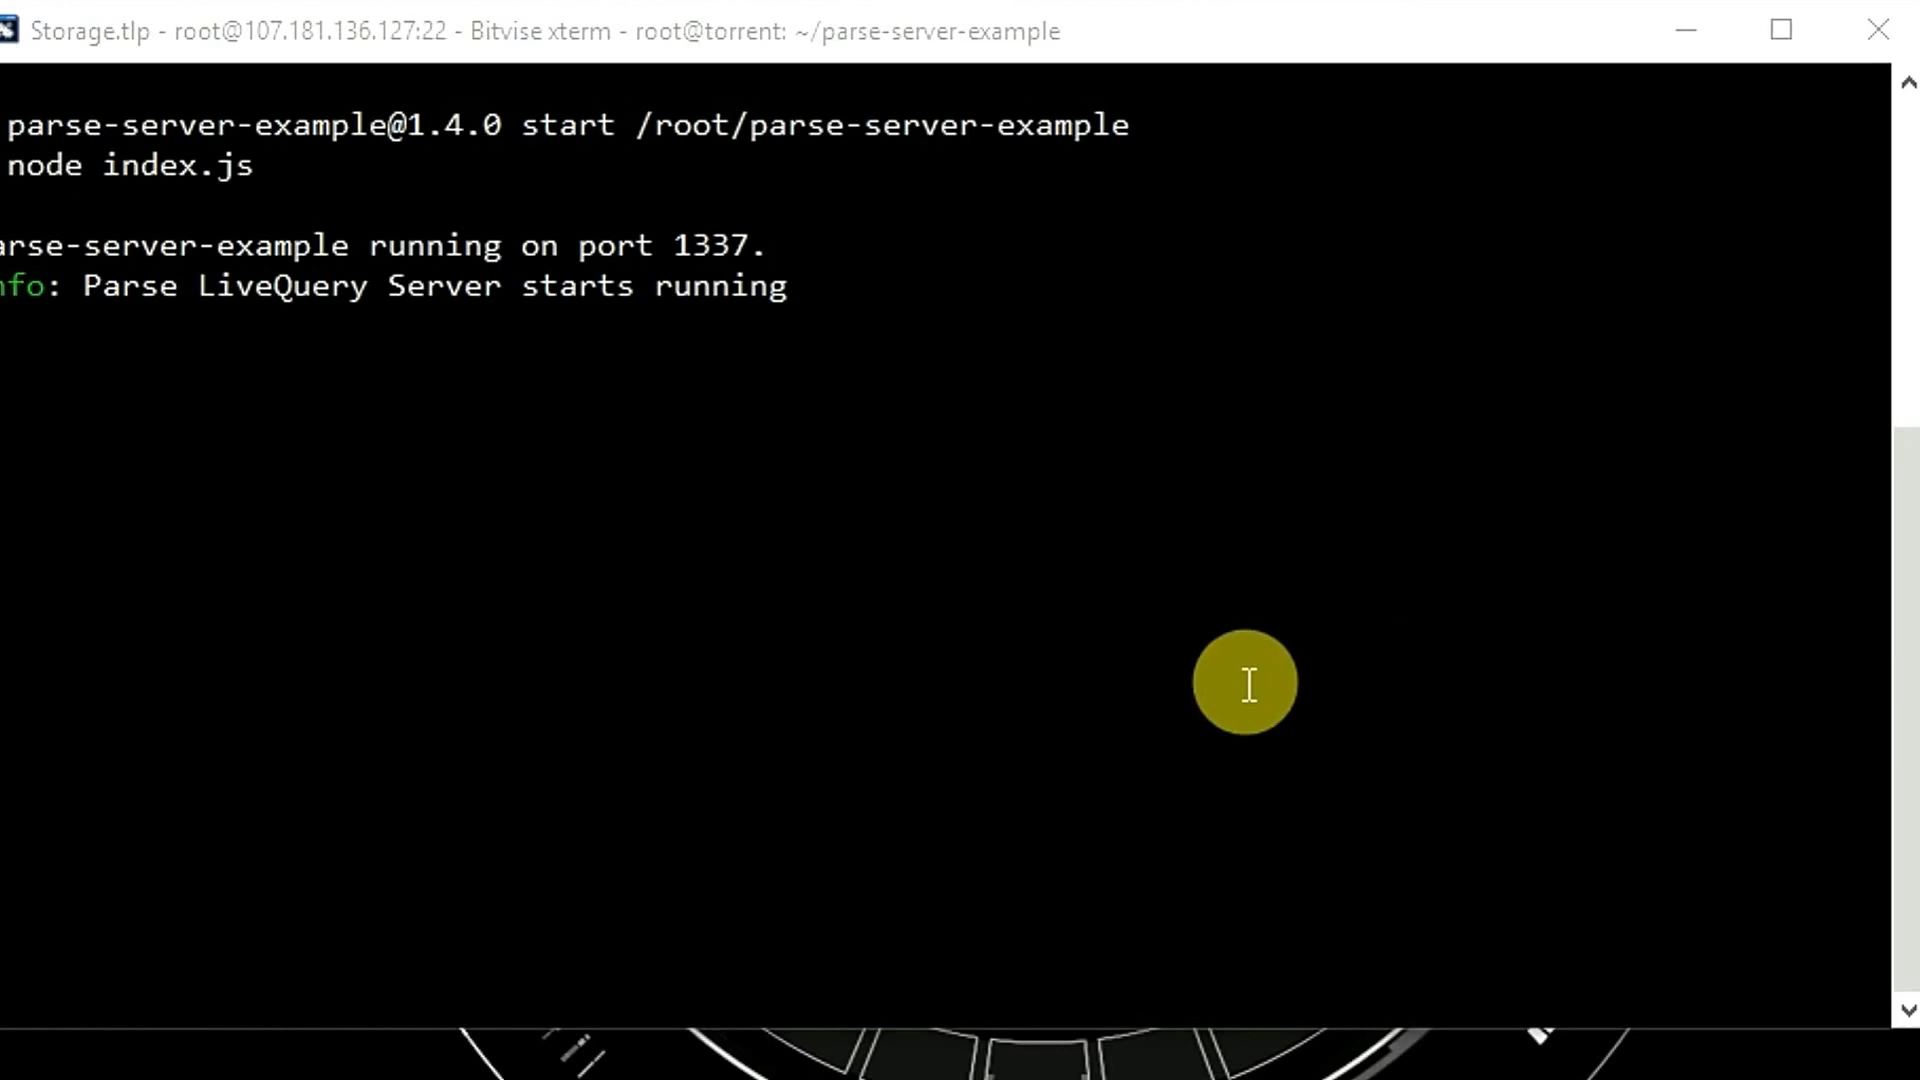 Storage.tlp - root@107.181.136.127:22 - Bitvise xterm - root@torrent: ~/parse-server-example
parse-server-example@1.4.0 start /root/parse-server-example
node index.js
arse-server-example running on port 1337.
nfo: Parse LiveQuery Server starts running